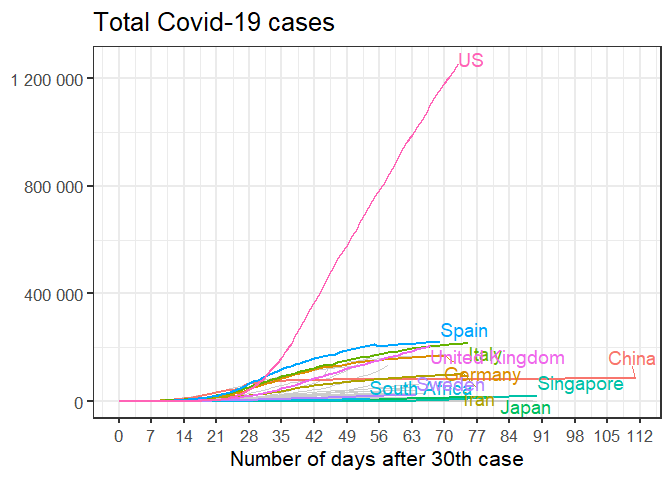 Total Covid-19 cases
1 200 000
800 000
400 000
0
US
Spain
Italy
United Kingdom
China
Germany
Singapore
Sweden
South Africa
Iran
Japan
0 7 14 21 28 35 42 49 56 63 70 77 84 91 98 105 112
Number of days after 30th case